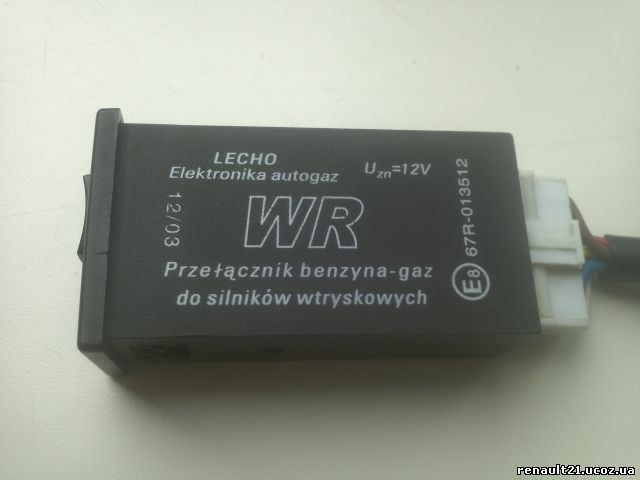 LECHO
Elektronika autogaz
Uzn=12V
12/03
WR
Przełącznik benzyna-gaz
do silników wtryskowych
E8
67R-013512
renault21.ucoz.ua